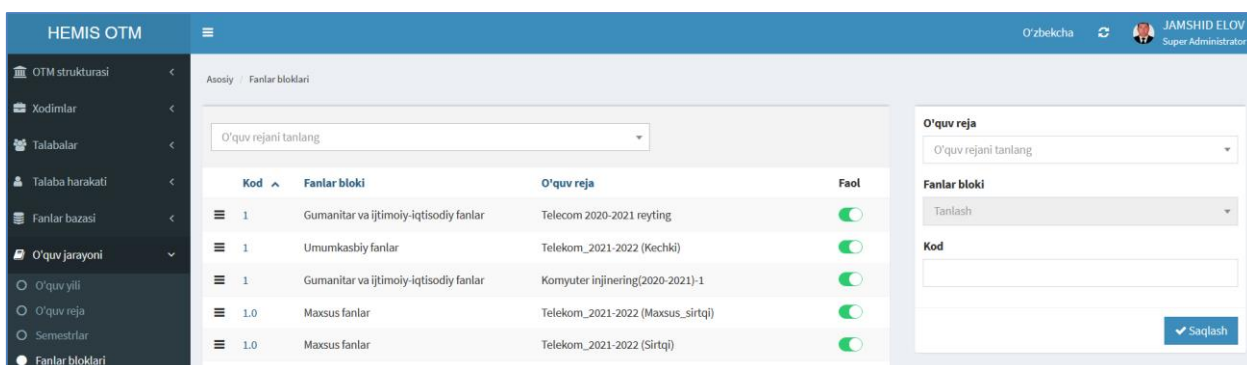 HEMIS OTM
O'zbekcha
JAMSHID ELOV
Super Administrator
OTM strukturasi
Xodimlar
Talabalar
Talaba harakati
Fanlar bazasi
O'quv jarayoni
O'quv yili
O'quv reja
Semestrlar
Fanlar bloklari
Asosiy / Fanlar bloklari
O'quv rejani tanlang
Kod Fanlar bloki O'quv reja Faol
1 Gumanitar va ijtimoiy-iqtisodiy fanlar Telecom 2020-2021 reyting
1 Umumkasbiy fanlar Telekom_2021-2022 (Kechki)
1 Gumanitar va ijtimoiy-iqtisodiy fanlar Komyuter injinering(2020-2021)-1
1.0 Maxsus fanlar Telekom_2021-2022 (Maxsus_sirtqi)
1.0 Maxsus fanlar Telekom_2021-2022 (Sirtqi)
O'quv reja
O'quv rejani tanlang
Fanlar bloki
Tanlash
Kod
Saqlash